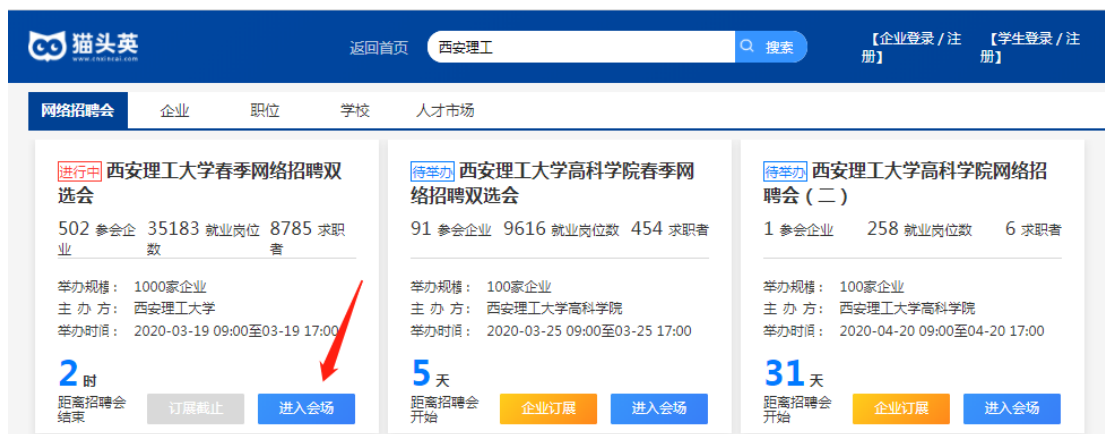 猫头英
www.cnsincai.com
返回首页
西安理工
搜索
【企业登录 / 注
册】
【学生登录 / 注
册】
网络招聘会
企业
职位
学校
人才市场
进行中 西安理工大学春季网络招聘双
选会
502 参会企
业
35183 就业岗位
数
8785 求职
者
举办规模: 1000家企业
主 办 方: 西安理工大学
举办时间: 2020-03-19 09:00至03-19 17:00
2 时
距离招聘会
结束
订展截止
进入会场
待举办 西安理工大学高科学院春季网
络招聘双选会
91 参会企业 9616 就业岗位数 454 求职者
举办规模: 100家企业
主 办 方: 西安理工大学高科学院
举办时间: 2020-03-25 09:00至03-25 17:00
5 天
距离招聘会
开始
企业订展
进入会场
待举办 西安理工大学高科学院网络招
聘会 ( 二 )
1 参会企业 258 就业岗位数 6 求职者
举办规模: 100家企业
主 办 方: 西安理工大学高科学院
举办时间: 2020-04-20 09:00至04-20 17:00
31 天
距离招聘会
开始
企业订展
进入会场